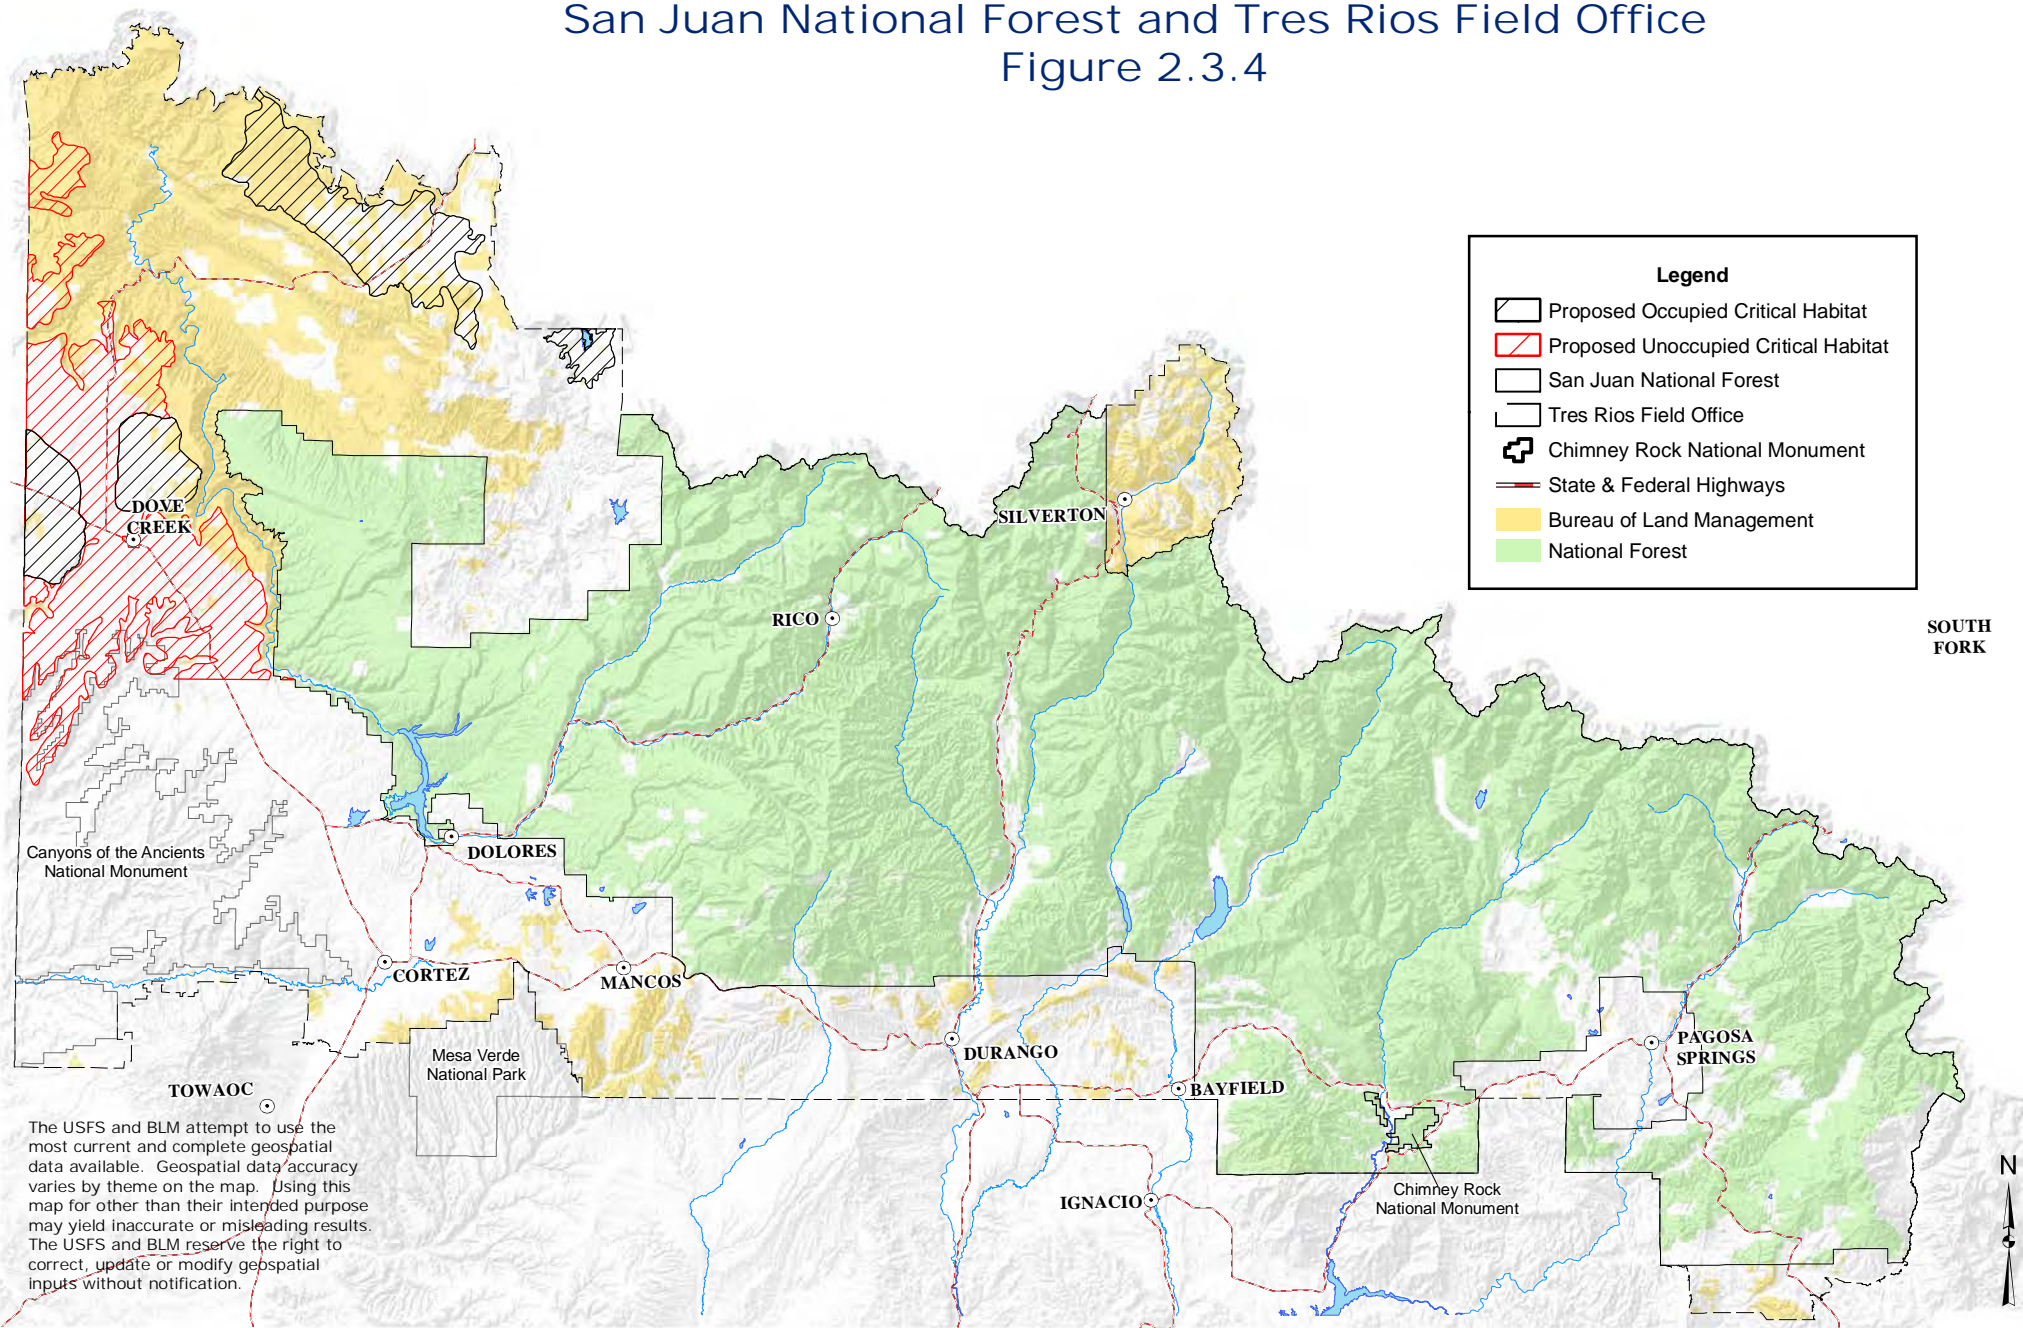 San Juan National Forest and Tres Rios Field Office
Figure 2.3.4
Legend
Proposed Occupied Critical Habitat
Proposed Unoccupied Critical Habitat
San Juan National Forest
Tres Rios Field Office
Chimney Rock National Monument
State & Federal Highways
Bureau of Land Management
National Forest
DOVE
CREEK
SILVERTON
RICO
SOUTH
FORK
DOLORES
Canyons of the Ancients
National Monument
CORTEZ
MANCOS
DURANGO
PAGOSA
SPRINGS
Mesa Verde
National Park
BAYFIELD
TOWAOC
IGNACIO
Chimney Rock
National Monument
The USFS and BLM attempt to use the
most current and complete geospatial
data available. Geospatial data accuracy
varies by theme on the map. Using this
map for other than their intended purpose
may yield inaccurate or misleading results.
The USFS and BLM reserve the right to
correct, update or modify geospatial
inputs without notification.
N